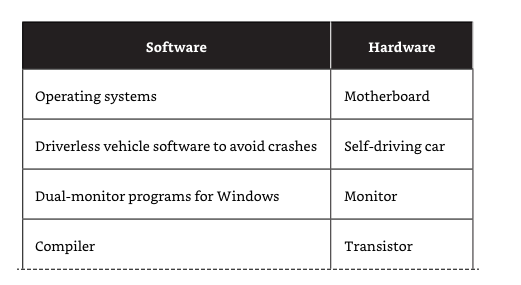 Software Hardware
Operating systems Motherboard
Driverless vehicle software to avoid crashes Self-driving car
Dual-monitor programs for Windows Monitor
Compiler Transistor